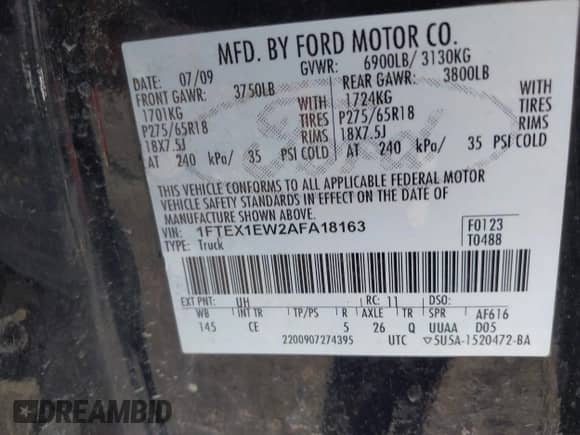 MFD. BY FORD MOTOR CO.
DATE: 07/09 GVWR: 6900LB/ 3130KG
FRONT GAWR: 3750LB REAR GAWR: 3800LB
1701KG WITH 1724KG WITH
P275/65R18 TIRES P275/65R18 TIRES
18X7.5J RIMS 18X7.5J RIMS
AT 240 kPa/ 35 PSI COLD AT 240 kPa/ 35 PSI COLD
THIS VEHICLE CONFORMS TO ALL APPLICABLE FEDERAL MOTOR
VEHICLE SAFETY STANDARDS IN EFFECT ON THE DATE OF
MANUFACTURE SHOWN ABOVE.
VIN: 1FTEX1EW2AFA18163 F0123
TYPE: Truck T0488
EXT PNT: UH RC: 11 DSO:
WB INT TR TP/PS R AXLE TR SPR AF616
145 CE 5 26 Q UUAA D05
2200907274395 UTC 5U5A-1520472-BA
DREAMBID